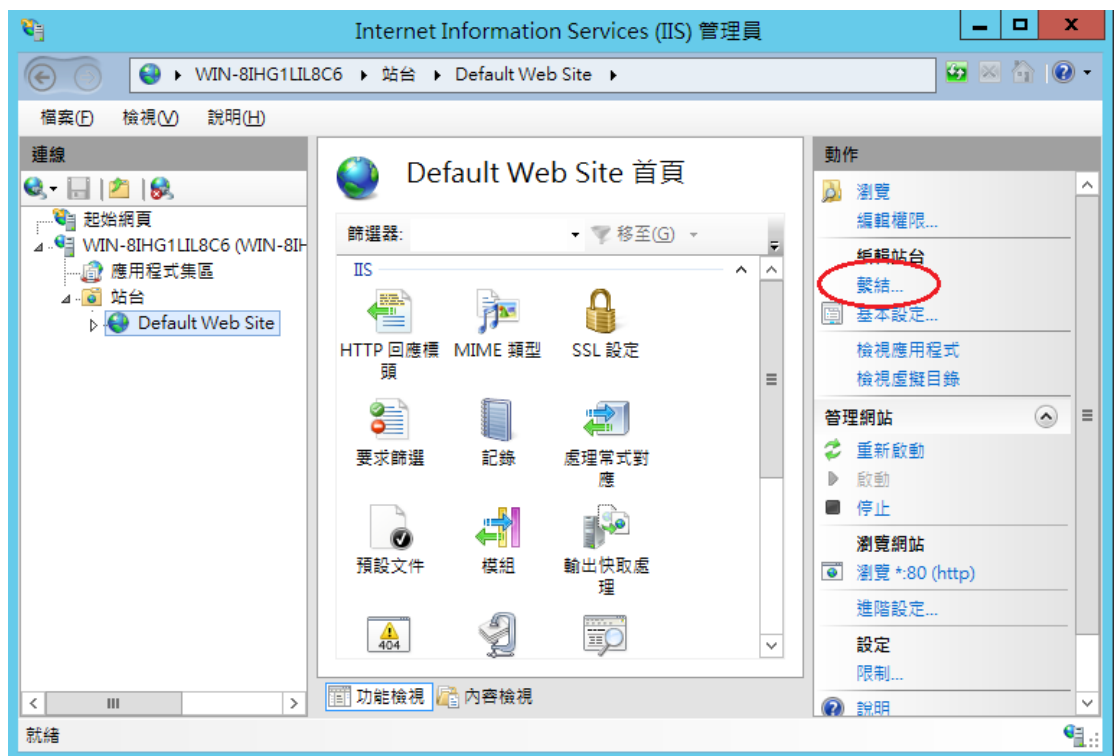 Internet Information Services (IIS) 管理員
WIN-8IHG1LIL8C6 站台 Default Web Site
檔案(F) 檢視(V) 說明(H)
連線
起始網頁
WIN-8IHG1LIL8C6 (WIN-8IH
應用程式集區
站台
Default Web Site
Default Web Site 首頁
篩選器:
移至(G)
IIS
HTTP 回應標
頭
MIME 類型
SSL 設定
要求篩選
記錄
處理常式對
應
預設文件
模組
輸出快取處
理
404
功能檢視
內容檢視
動作
瀏覽
編輯權限...
編輯站台
繫結...
基本設定...
檢視應用程式
檢視虛擬目錄
管理網站
重新啟動
啟動
停止
瀏覽網站
瀏覽 *:80 (http)
進階設定...
設定
限制...
說明
就緒